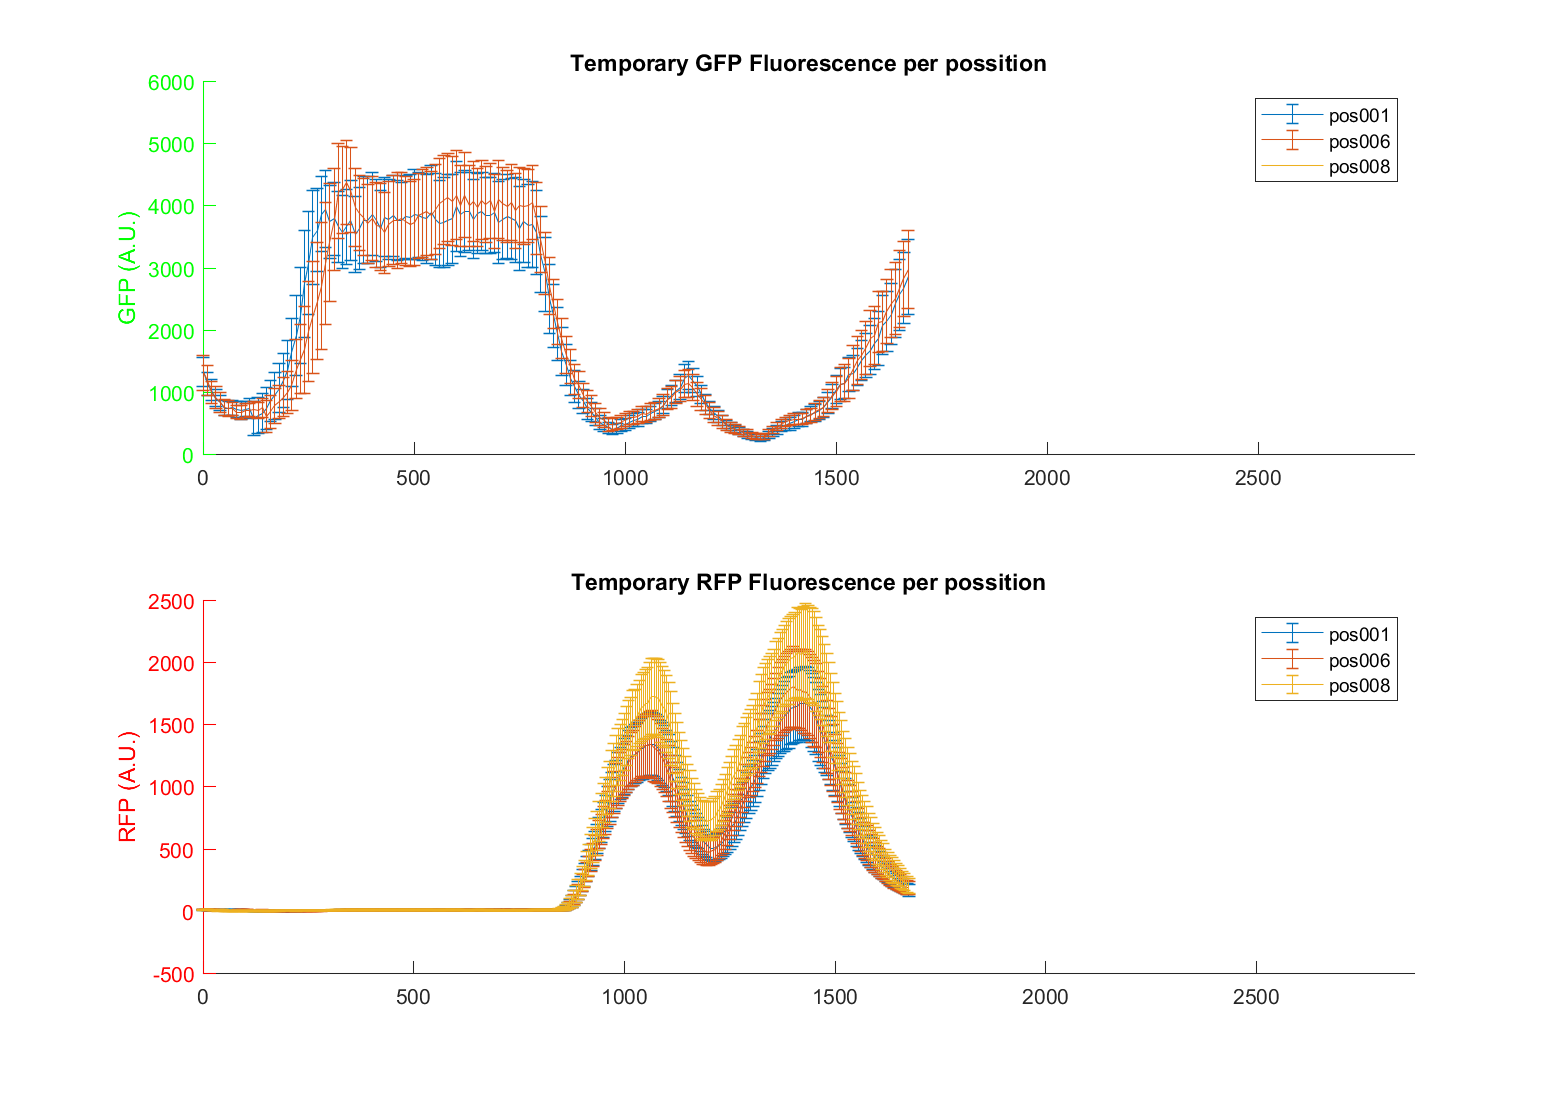 Temporary GFP Fluorescence per possition
GFP (A.U.)
6000
5000
4000
3000
2000
1000
0
0 500 1000 1500 2000 2500
pos001
pos006
pos008
Temporary RFP Fluorescence per possition
RFP (A.U.)
2500
2000
1500
1000
500
0
-500
0 500 1000 1500 2000 2500
pos001
pos006
pos008